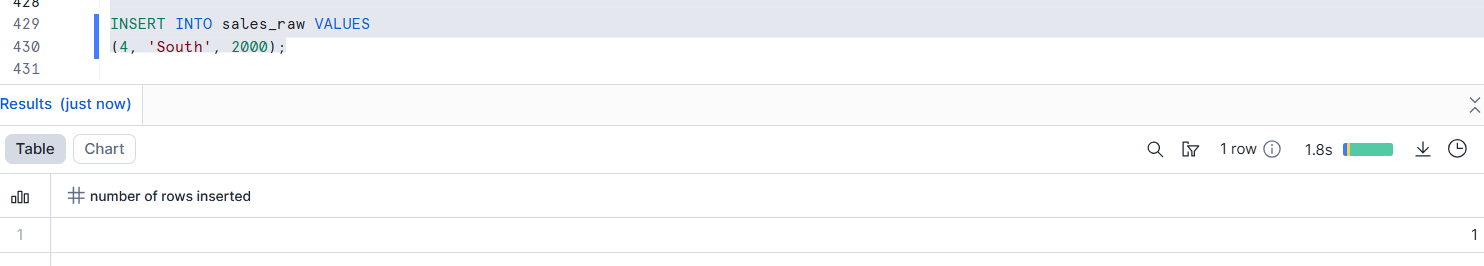 428
429 INSERT INTO sales_raw VALUES
430 (4, 'South', 2000);
431
Results (just now)
Table Chart 1 row 1.8s
number of rows inserted
1 1